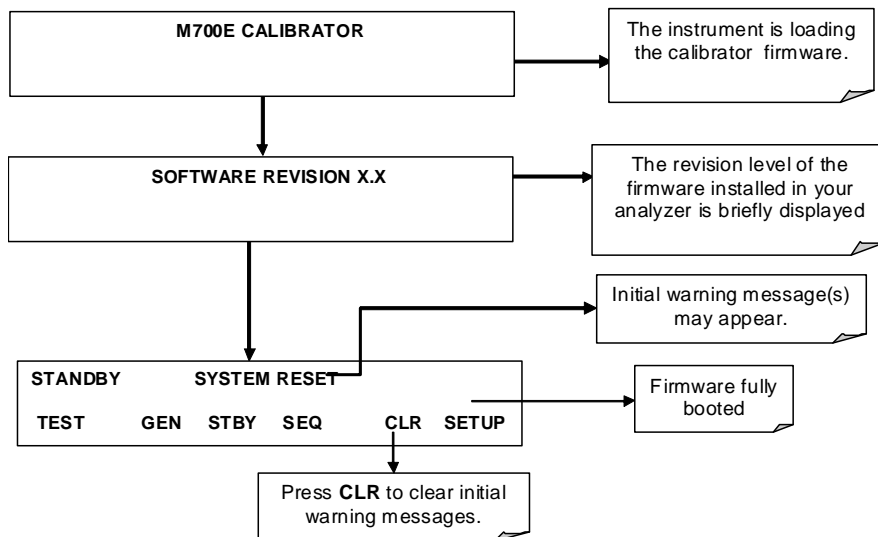 M700E CALIBRATOR
The instrument is loading
the calibrator firmware.
SOFTWARE REVISION X.X
The revision level of the
firmware installed in your
analyzer is briefly displayed
Initial warning message(s)
may appear.
STANDBY SYSTEM RESET
TEST GEN STBY SEQ CLR SETUP
Firmware fully
booted
Press CLR to clear initial
warning messages.